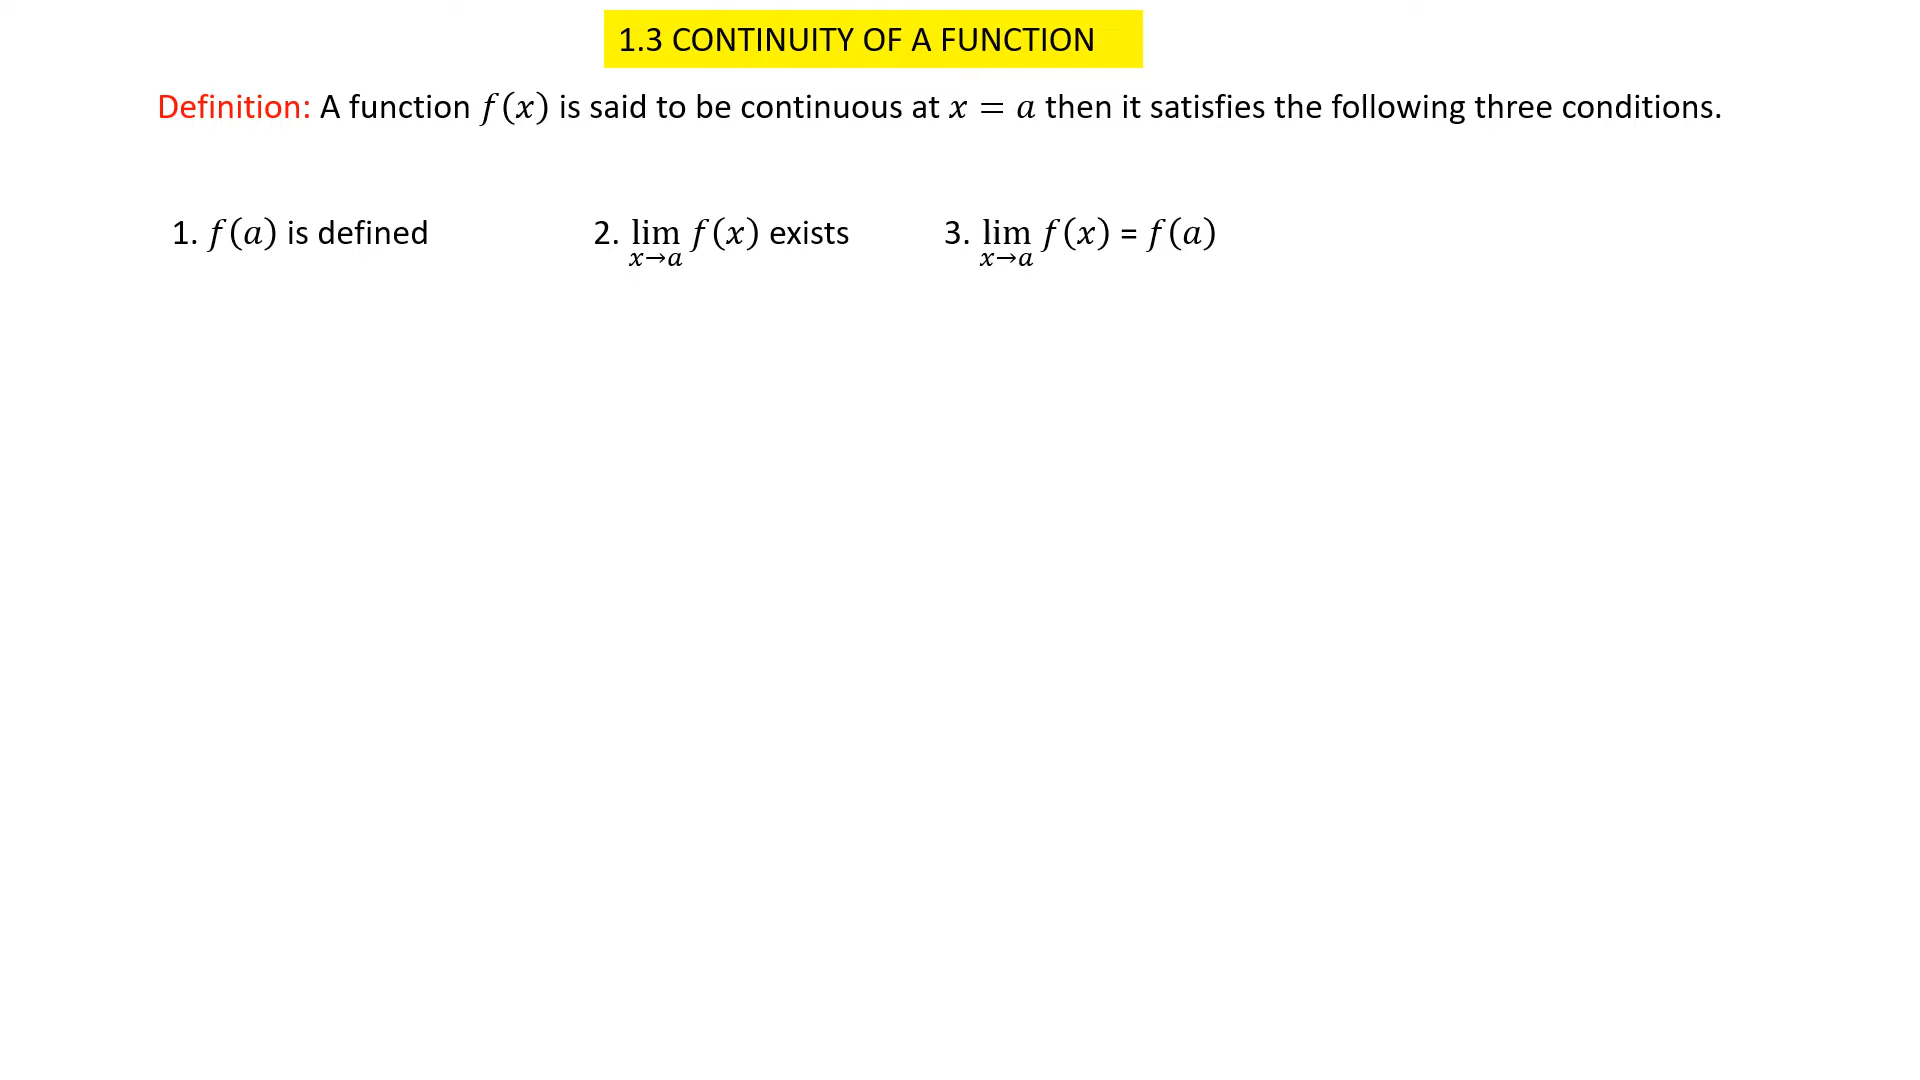 1.3 CONTINUITY OF A FUNCTION
Definition: A function f(x) is said to be continuous at x = a then it satisfies the following three conditions.
1. f(a) is defined 2. lim x→a f(x) exists 3. lim x→a f(x) = f(a)